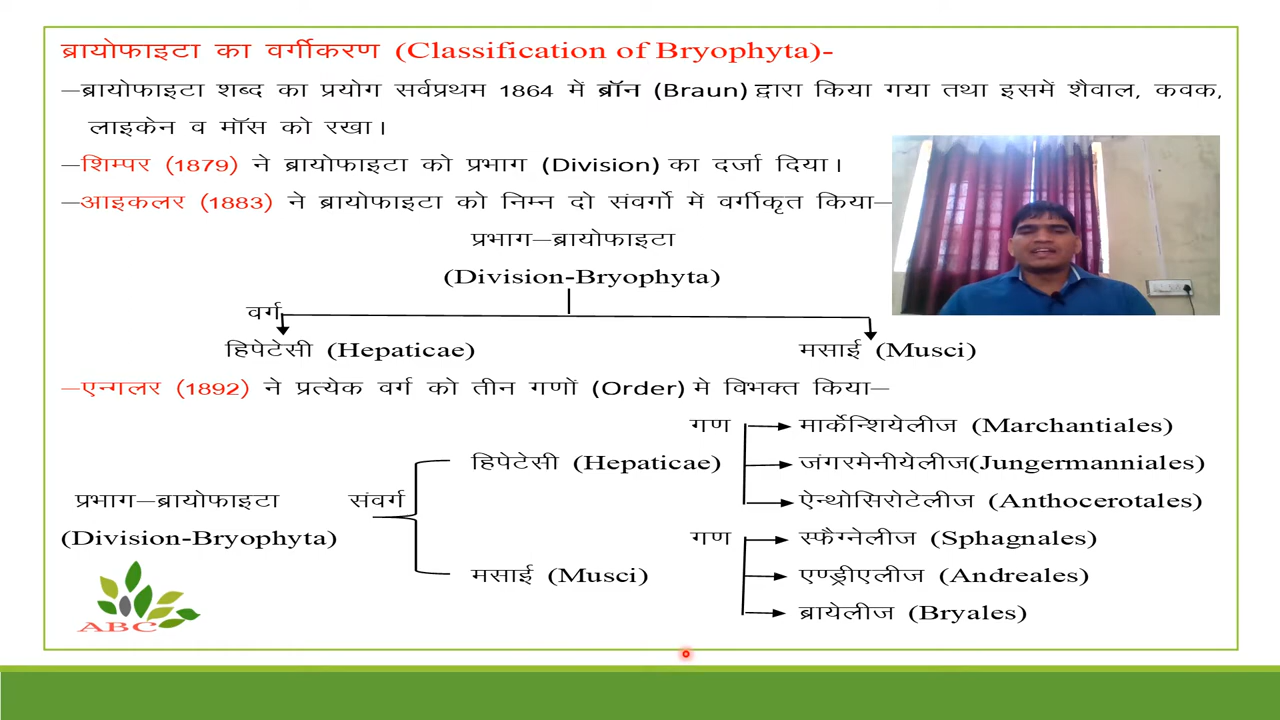 ब्रायोफाइटा का वर्गीकरण (Classification of Bryophyta)-
–ब्रायोफाइटा शब्द का प्रयोग सर्वप्रथम 1864 में ब्रॉन (Braun) द्वारा किया गया तथा इसमें शैवाल, कवक,
लाइकेन व मॉस को रखा।
–शिम्पर (1879) ने ब्रायोफाइटा को प्रभाग (Division) का दर्जा दिया।
–आइकलर (1883) ने ब्रायोफाइटा को निम्न दो संवर्गो में वर्गीकृत किया–
प्रभाग–ब्रायोफाइटा
(Division-Bryophyta)
वर्ग
हिपेटेसी (Hepaticae) मसाई (Musci)
–एन्गलर (1892) ने प्रत्येक वर्ग को तीन गणों (Order) मे विभक्त किया–
गण मार्केन्शियेलीज (Marchantiales)
हिपेटेसी (Hepaticae) जंगरमेनीयेलीज(Jungermanniales)
प्रभाग–ब्रायोफाइटा संवर्ग ऐन्थोसिरोटेलीज (Anthocerotales)
(Division-Bryophyta) गण स्फैग्नेलीज (Sphagnales)
मसाई (Musci) एण्ड्रीएलीज (Andreales)
ब्रायेलीज (Bryales)
ABC